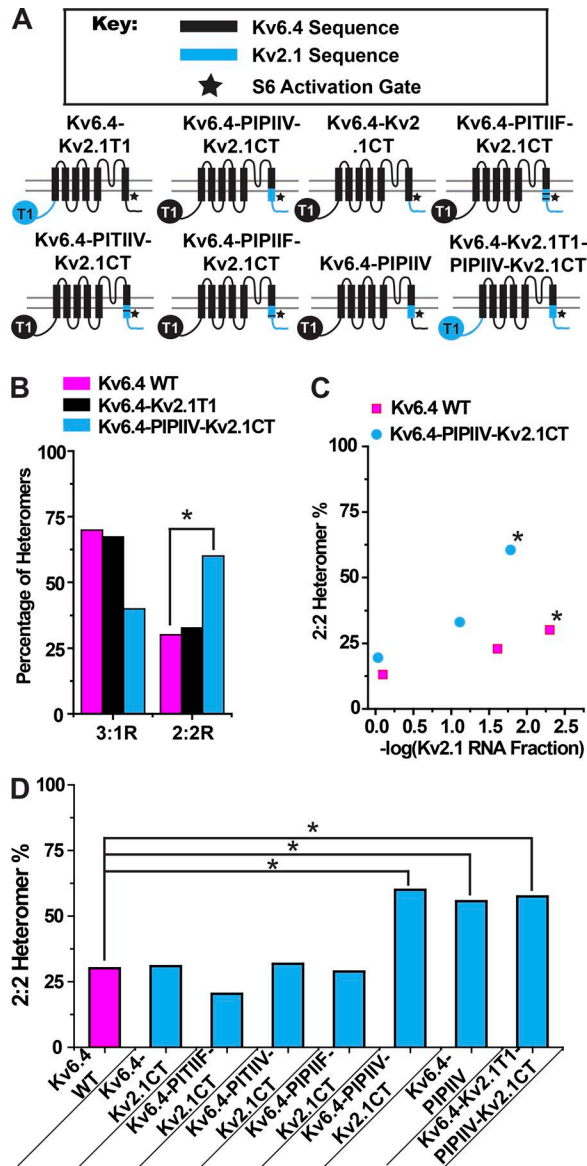 A
Key:
Kv6.4 Sequence
Kv2.1 Sequence
S6 Activation Gate
Kv6.4-
Kv2.1T1
Kv6.4-PIPIIV-
Kv2.1CT
Kv6.4-Kv2
.1CT
Kv6.4-PITIIF-
Kv2.1CT
T1
T1
T1
T1
Kv6.4-PITIIV-
Kv2.1CT
Kv6.4-PIPIIF-
Kv2.1CT
Kv6.4-PIPIIV
Kv6.4-Kv2.1T1-
PIPIIV-Kv2.1CT
T1
T1
T1
T1
B
Kv6.4 WT
Kv6.4-Kv2.1T1
Kv6.4-PIPIIV-Kv2.1CT
Percentage of Heteromers
100
75
50
25
0
*
3:1R
2:2R
C
Kv6.4 WT
Kv6.4-PIPIIV-Kv2.1CT
2:2 Heteromer %
100
75
50
25
0
*
*
0.0 0.5 1.0 1.5 2.0 2.5
-log(Kv2.1 RNA Fraction)
D
2:2 Heteromer %
100
75
50
25
0
*
*
*
Kv6.4
WT
Kv6.4-
Kv2.1CT
Kv6.4-PITIIF-
Kv2.1CT
Kv6.4-PITIIV-
Kv2.1CT
Kv6.4-PIPIIF-
Kv2.1CT
Kv6.4-PIPIIV-
Kv2.1CT
Kv6.4-
PIPIIV
Kv6.4-Kv2.1T1-
PIPIIV-Kv2.1CT